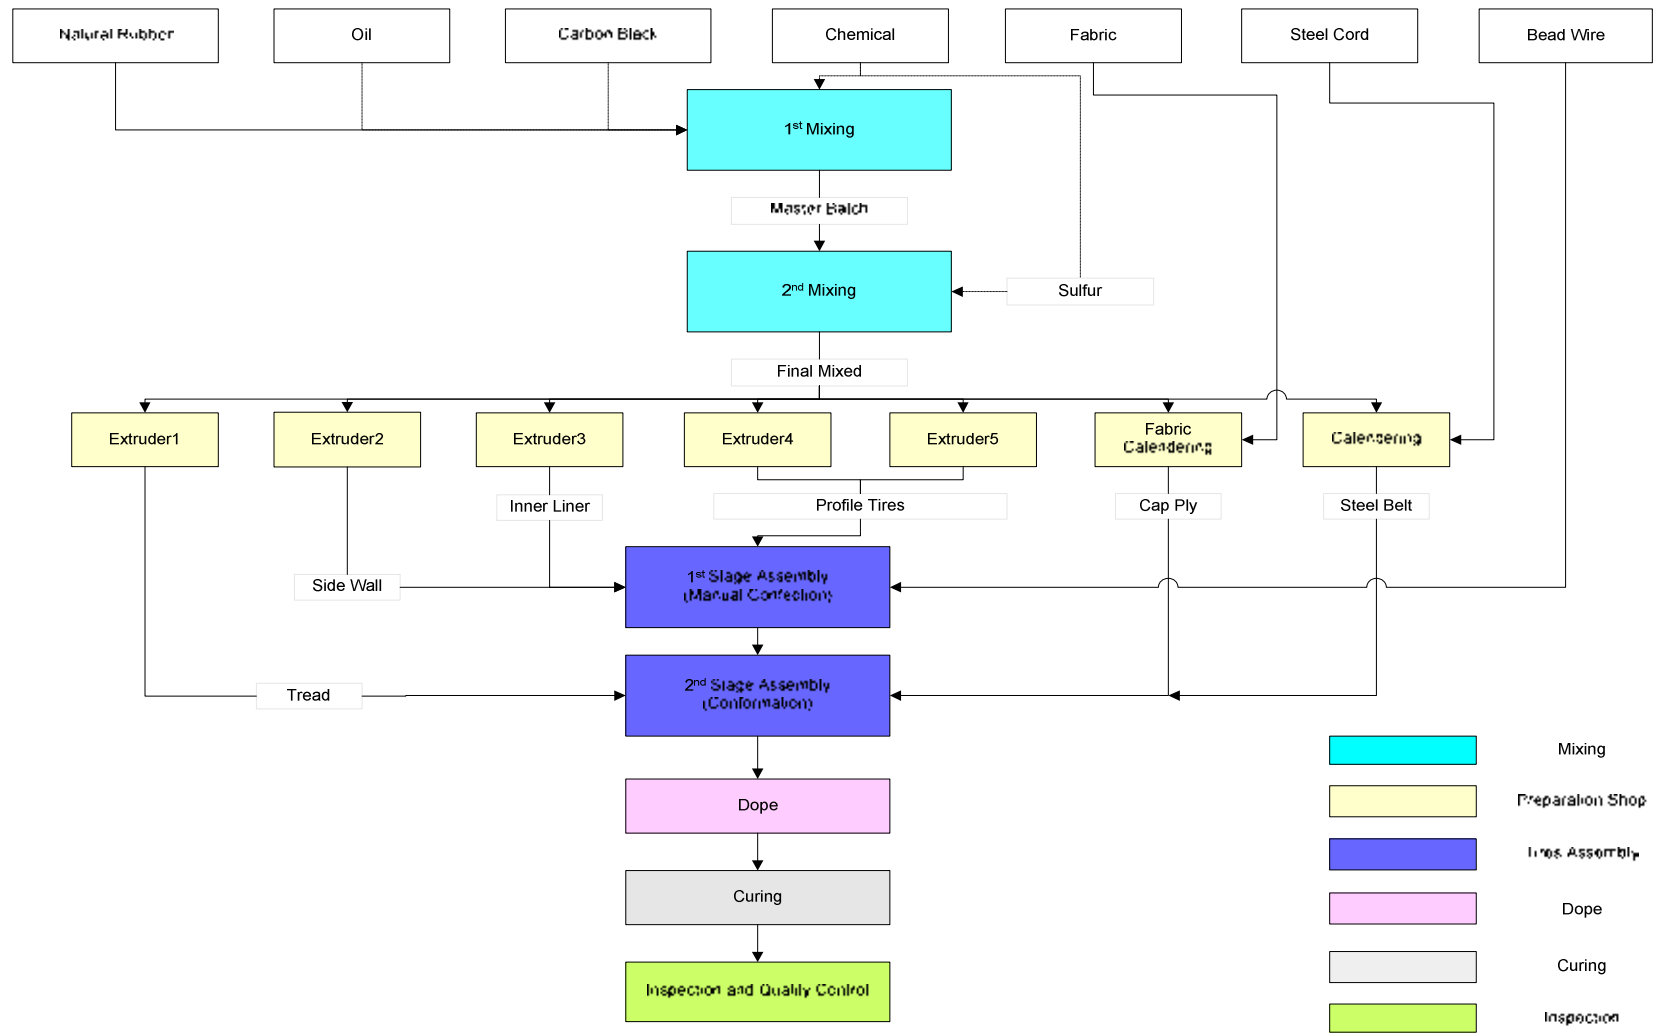 Natural Rubber
Oil
Carbon Black
Chemical
Fabric
Steel Cord
Bead Wire
1st Mixing
Master Batch
2nd Mixing
Sulfur
Final Mixed
Extruder1
Extruder2
Extruder3
Extruder4
Extruder5
Fabric
Calendering
Calendering
Inner Liner
Profile Tires
Cap Ply
Steel Belt
1st Stage Assembly
(Manual Confection)
Side Wall
2nd Stage Assembly
(Conformation)
Tread
Mixing
Dope
Preparation Shop
Tires Assembly
Curing
Dope
Curing
Inspection and Quality Control
Inspection